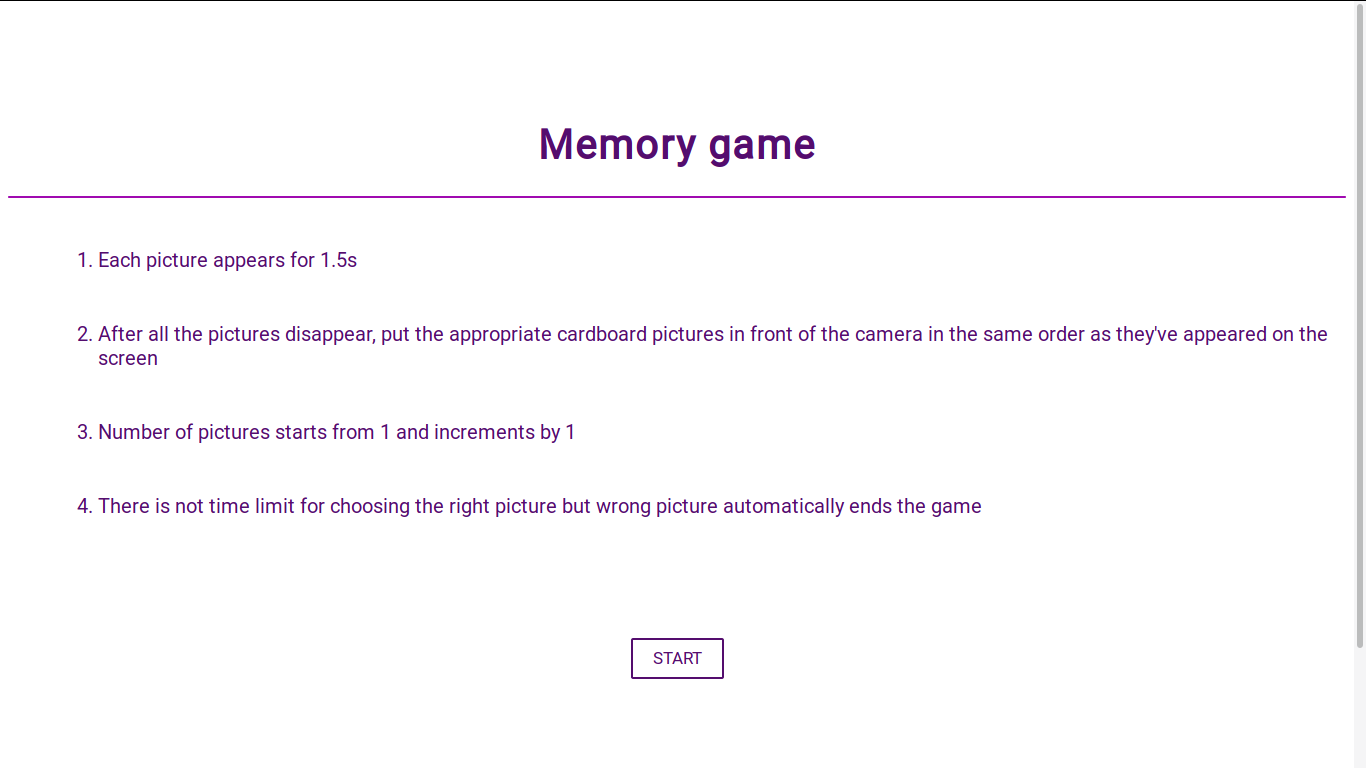 Memory game
1. Each picture appears for 1.5s
2. After all the pictures disappear, put the appropriate cardboard pictures in front of the camera in the same order as they've appeared on the
screen
3. Number of pictures starts from 1 and increments by 1
4. There is not time limit for choosing the right picture but wrong picture automatically ends the game
START